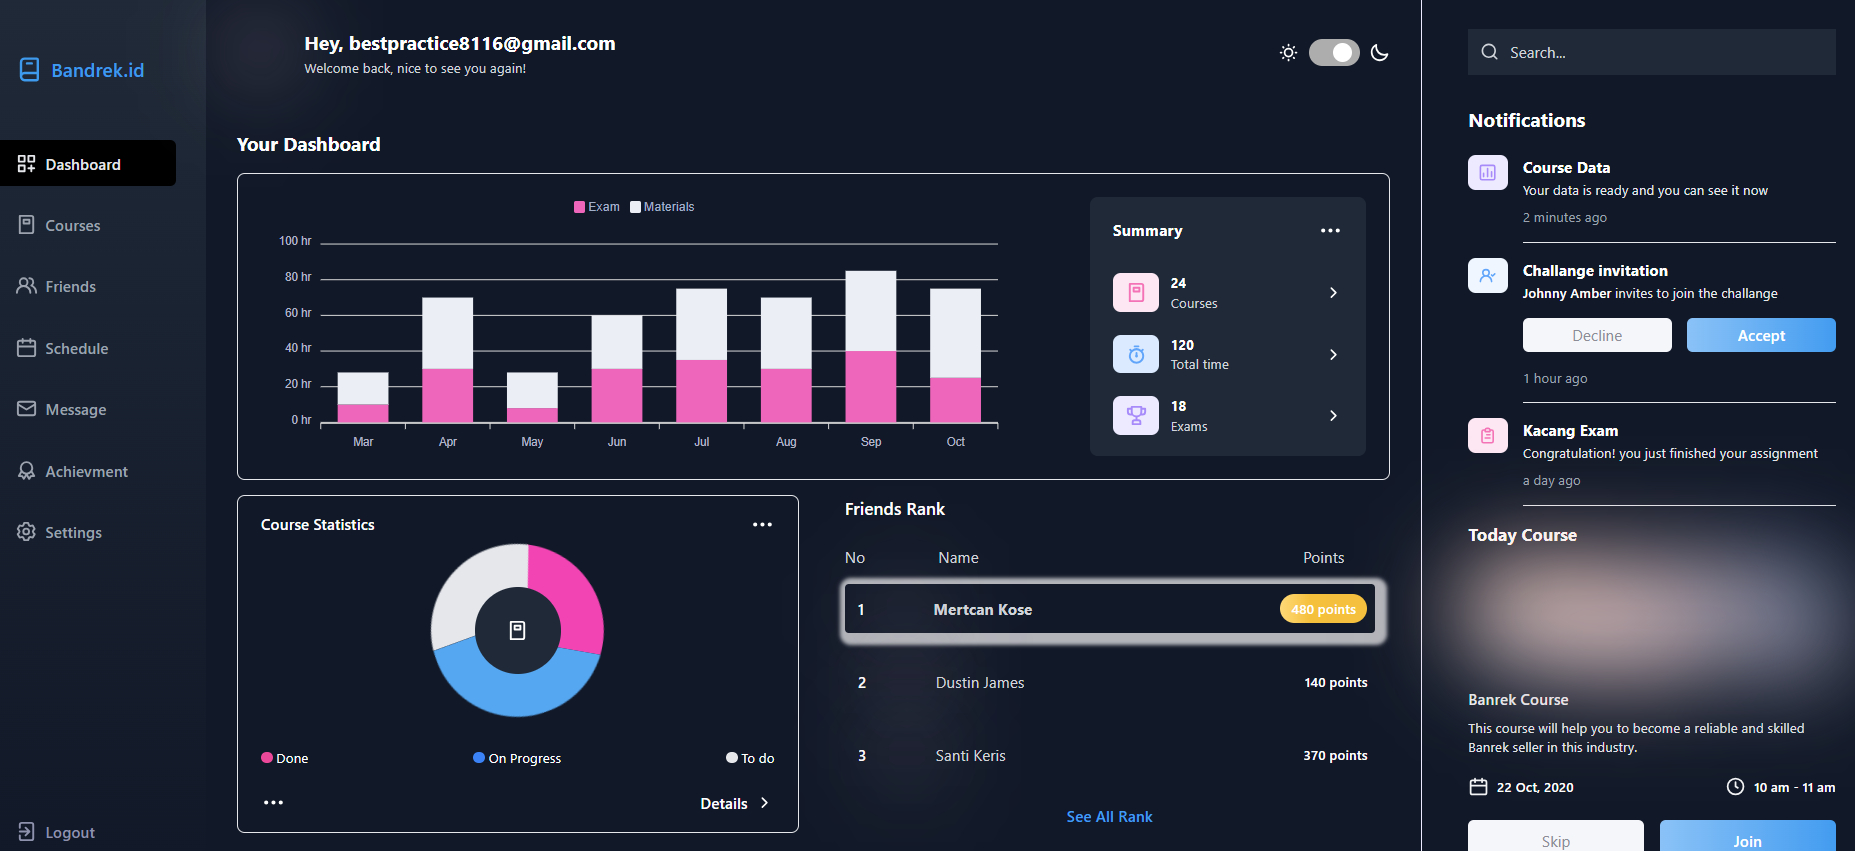 Bandrek.id
Dashboard
Courses
Friends
Schedule
Message
Achievment
Settings
Logout
Hey, bestpractice8116@gmail.com
Welcome back, nice to see you again!
Your Dashboard
Exam Materials
100 hr
80 hr
60 hr
40 hr
20 hr
0 hr
Mar Apr May Jun Jul Aug Sep Oct
Summary
24
Courses
120
Total time
18
Exams
Course Statistics
Done On Progress To do
Details
Friends Rank
No Name Points
1 Mertcan Kose 480 points
2 Dustin James 140 points
3 Santi Keris 370 points
See All Rank
Search...
Notifications
Course Data
Your data is ready and you can see it now
2 minutes ago
Challange invitation
Johnny Amber invites to join the challange
Decline Accept
1 hour ago
Kacang Exam
Congratulation! you just finished your assignment
a day ago
Today Course
Banrek Course
This course will help you to become a reliable and skilled
Banrek seller in this industry.
22 Oct, 2020 10 am - 11 am
Skip Join